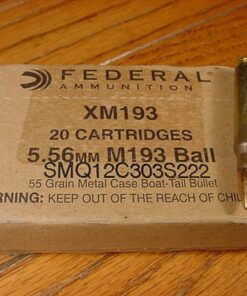 FEDERAL
AMMUNITION
XM193
20 CARTRIDGES
5.56MM M193 Ball
SMQ12C303S222
55 Grain Metal Case Boat-Tail Bullet
WARNING: KEEP OUT OF THE REACH OF CHIL